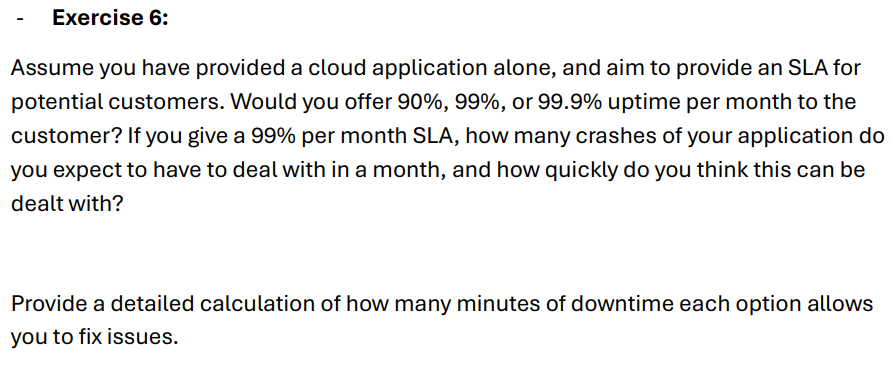 - Exercise 6:
Assume you have provided a cloud application alone, and aim to provide an SLA for
potential customers. Would you offer 90%, 99%, or 99.9% uptime per month to the
customer? If you give a 99% per month SLA, how many crashes of your application do
you expect to have to deal with in a month, and how quickly do you think this can be
dealt with?
Provide a detailed calculation of how many minutes of downtime each option allows
you to fix issues.